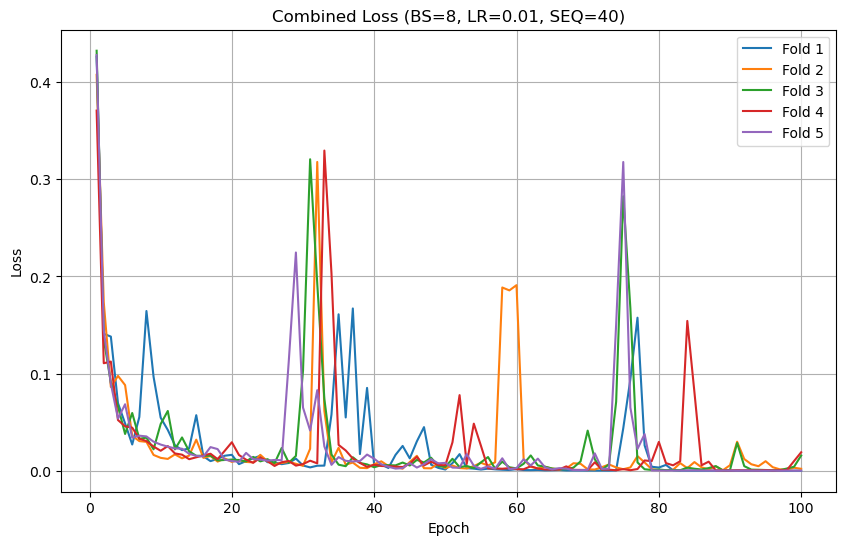 Combined Loss (BS=8, LR=0.01, SEQ=40)
Fold 1
Fold 2
Fold 3
Fold 4
Fold 5
Loss
0.4
0.3
0.2
0.1
0.0
0
20
40
60
80
100
Epoch